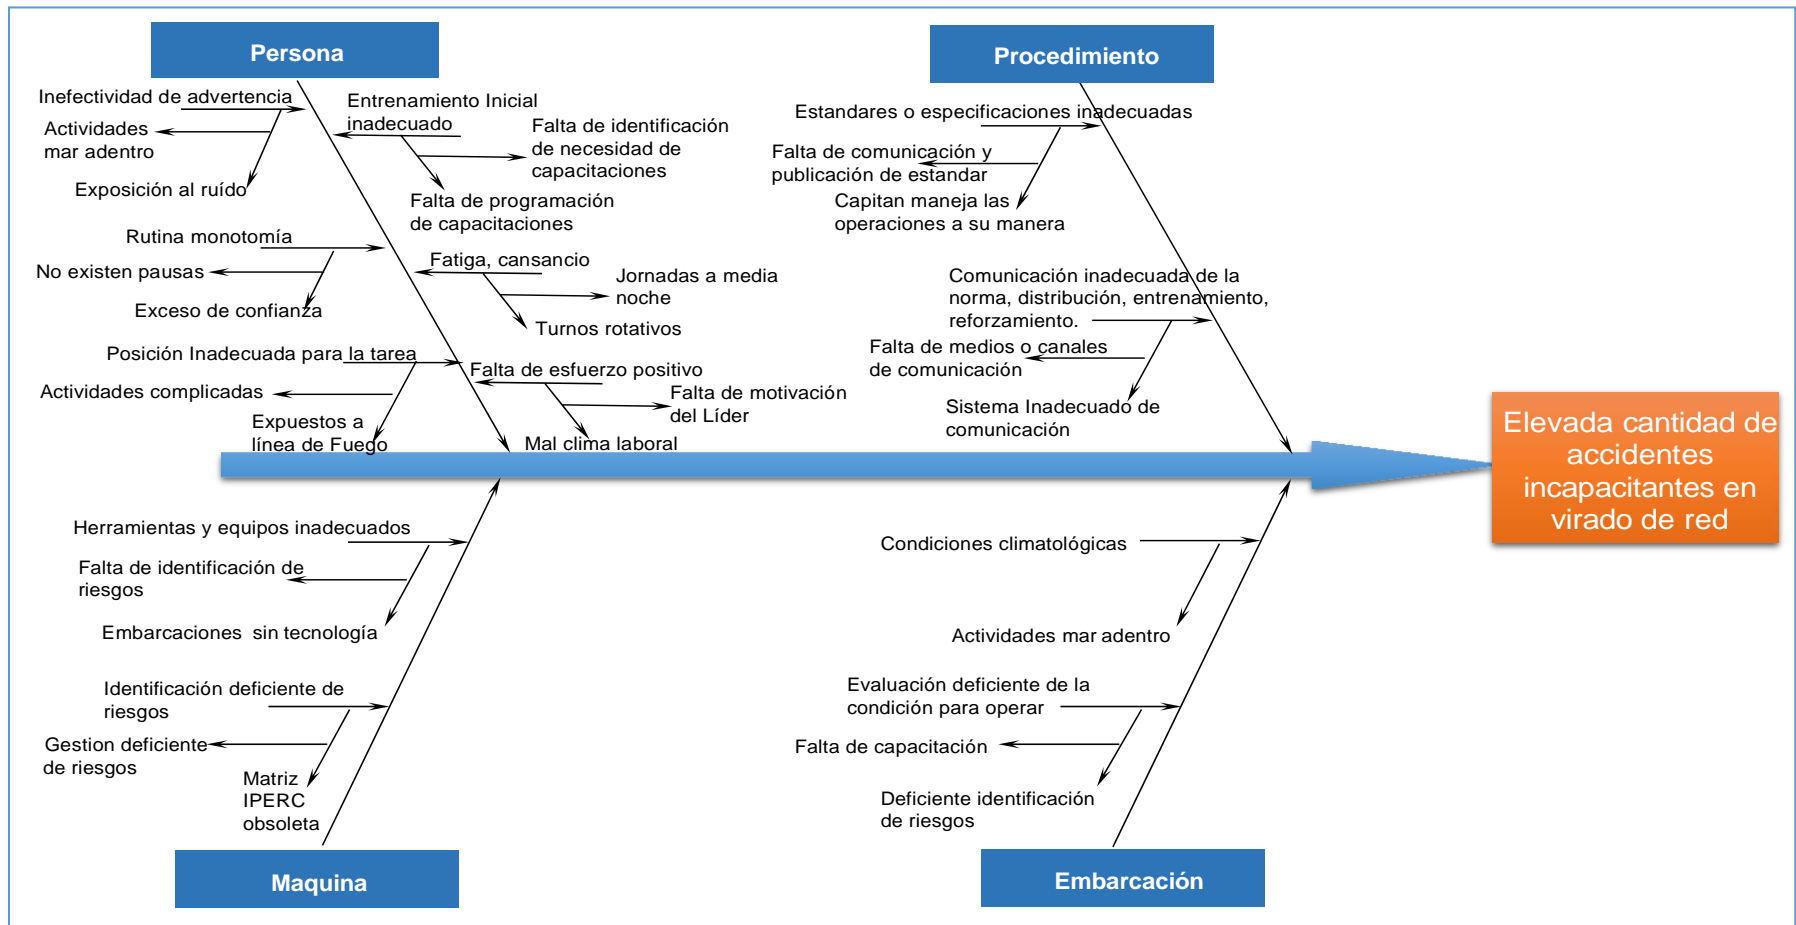 Persona
Procedimiento
Inefectividad de advertencia
Actividades
mar adentro
Exposición al ruído
Entrenamiento Inicial
inadecuado
Falta de identificación
de necesidad de
capacitaciones
Falta de programación
de capacitaciones
Rutina monotomía
No existen pausas
Exceso de confianza
Fatiga, cansancio
Jornadas a media
noche
Turnos rotativos
Posición Inadecuada para la tarea
Actividades complicadas
Expuestos a
línea de Fuego
Falta de esfuerzo positivo
Falta de motivación
del Líder
Mal clima laboral
Estandares o especificaciones inadecuadas
Falta de comunicación y
publicación de estandar
Capitan maneja las
operaciones a su manera
Comunicación inadecuada de la
norma, distribución, entrenamiento,
reforzamiento.
Falta de medios o canales
de comunicación
Sistema Inadecuado de
comunicación
Elevada cantidad de
accidentes
incapacitantes en
virado de red
Herramientas y equipos inadecuados
Falta de identificación de
riesgos
Embarcaciones sin tecnología
Identificación deficiente de
riesgos
Gestion deficiente
de riesgos
Matriz
IPERC
obsoleta
Condiciones climatológicas
Actividades mar adentro
Evaluación deficiente de la
condición para operar
Falta de capacitación
Deficiente identificación
de riesgos
Maquina
Embarcación